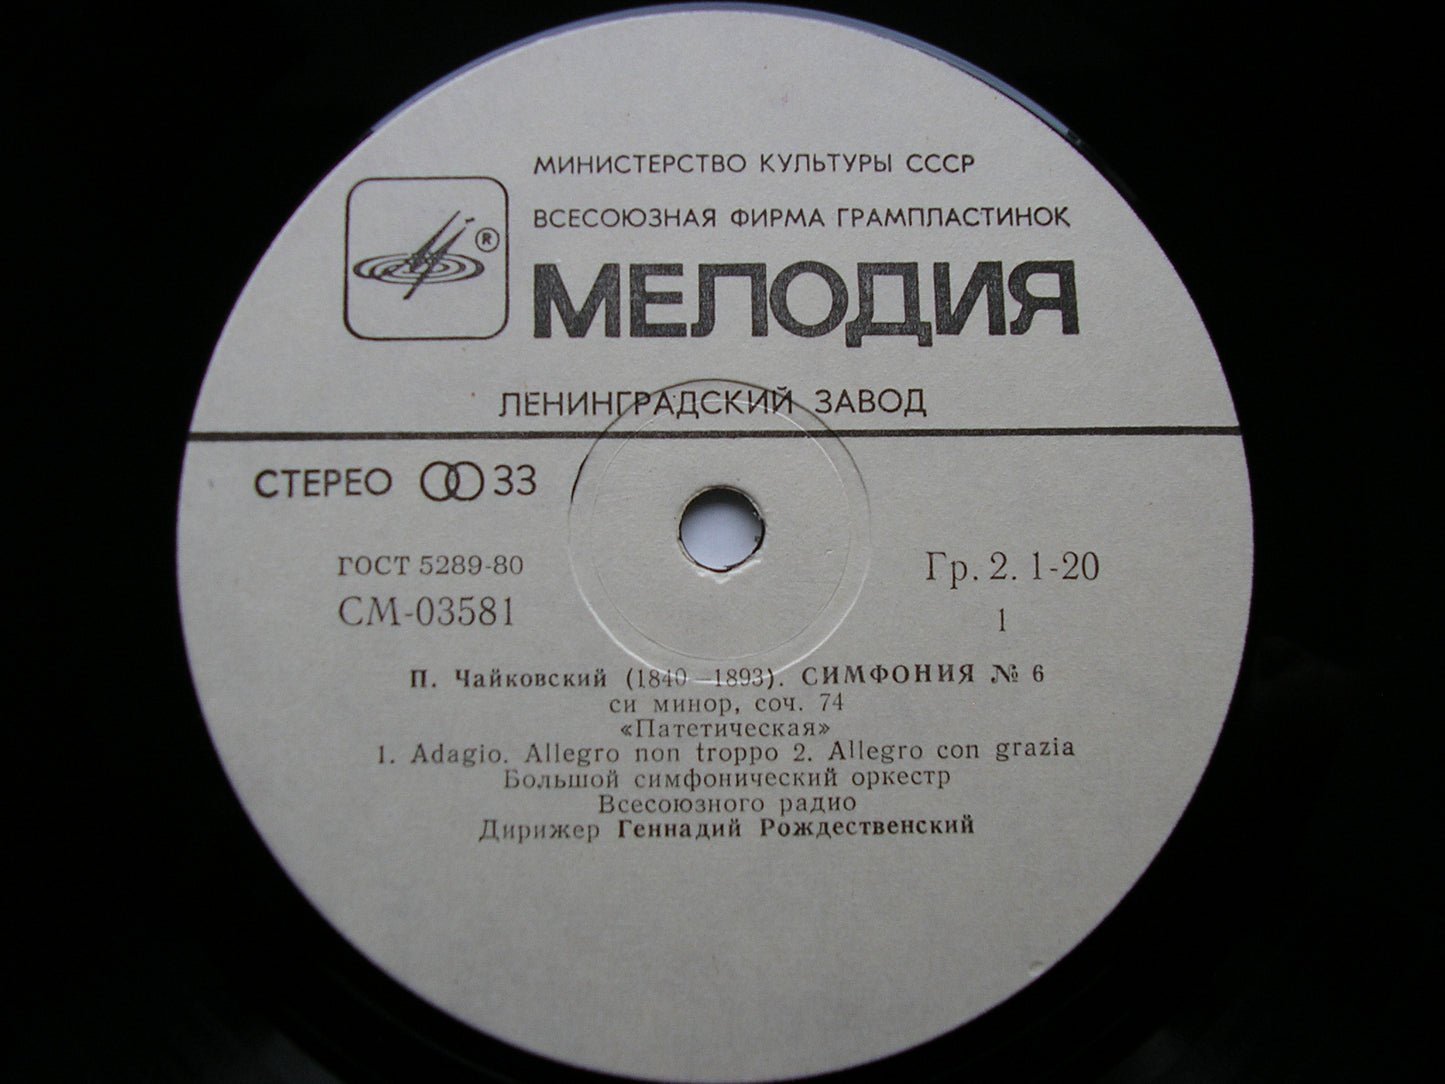 МИНИСТЕРСТВО КУЛЬТУРЫ СССР
ВСЕСОЮЗНАЯ ФИРМА ГРАМПЛАСТИНОК
®
МЕЛОДИЯ
ЛЕНИНГРАДСКИЙ ЗАВОД
СТЕРЕО 33
ГОСТ 5289-80
Гр. 2. 1-20
СМ-03581
1
П. Чайковский (1840—1893). СИМФОНИЯ № 6
си минор, соч. 74
«Патетическая»
1. Adagio. Allegro non troppo 2. Allegro con grazia
Большой симфонический оркестр
Всесоюзного радио
Дирижер Геннадий Рождественский